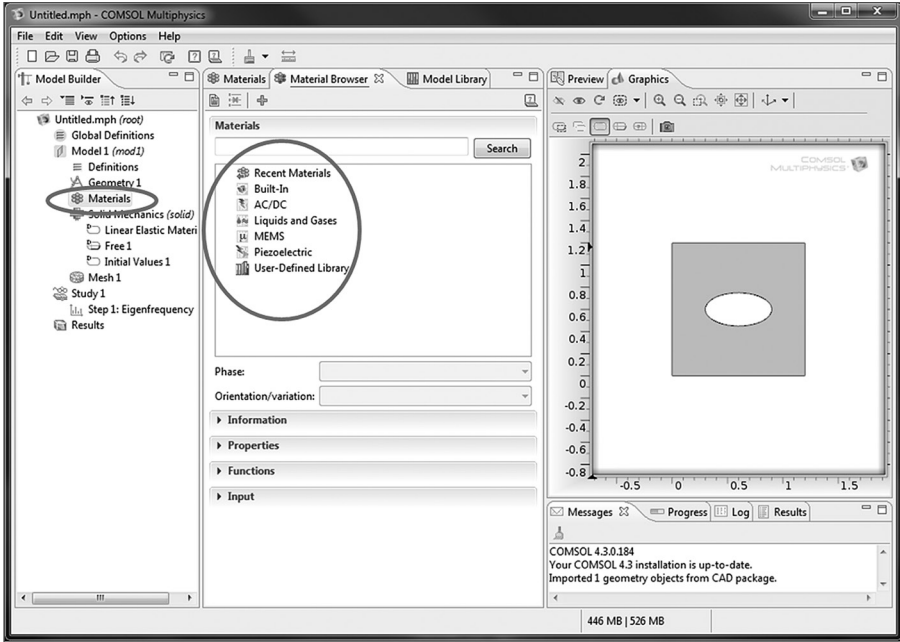 Untitled.mph - COMSOL Multiphysics
File Edit View Options Help
Model Builder
Untitled.mph (root)
Global Definitions
Model 1 (mod1)
Definitions
Geometry 1
Materials
Solid Mechanics (solid)
Linear Elastic Materi
Free 1
Initial Values 1
Mesh 1
Study 1
Step 1: Eigenfrequency
Results
Materials Material Browser Model Library
Materials
Search
Recent Materials
Built-In
AC/DC
Liquids and Gases
MEMS
Piezoelectric
User-Defined Library
Phase:
Orientation/variation:
Information
Properties
Functions
Input
Preview Graphics
COMSOL
MULTIPHYSICS
2
1.8
1.6
1.4
1.2
1
0.8
0.6
0.4
0.2
0
-0.2
-0.4
-0.6
-0.8
-0.5 0 0.5 1 1.5
Messages Progress Log Results
COMSOL 4.3.0.184
Your COMSOL 4.3 installation is up-to-date.
Imported 1 geometry objects from CAD package.
446 MB | 526 MB